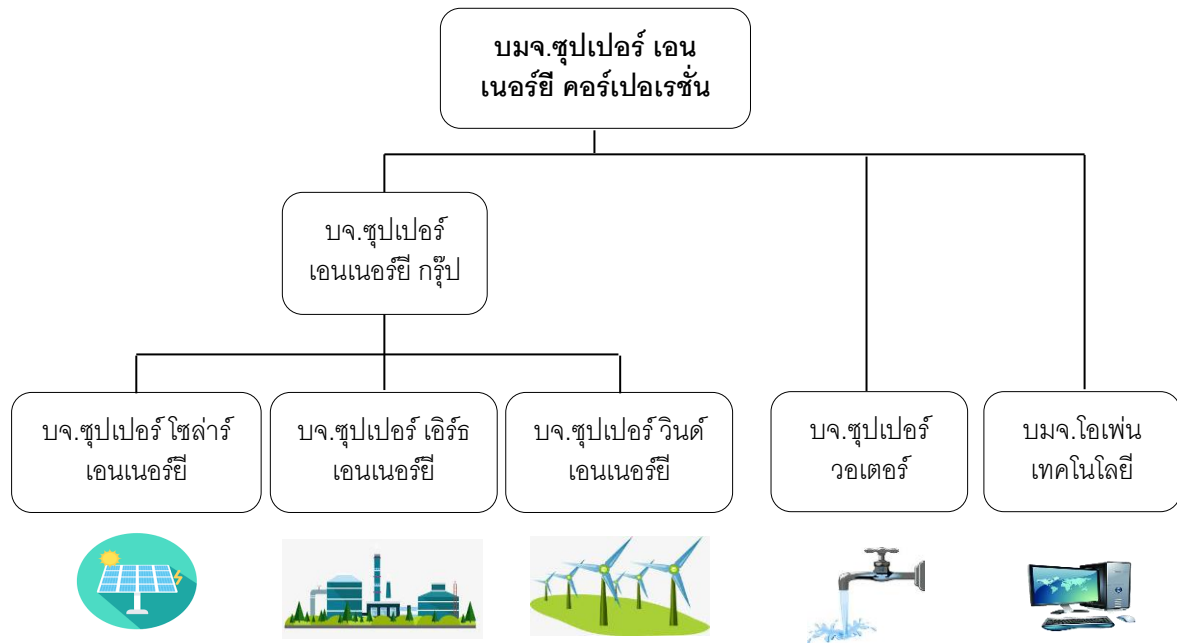 บมจ.ซุปเปอร์ เอน
เนอร์ยี คอร์เปอเรชั่น
บจ.ซุปเปอร์
เอนเนอร์ยี กรุ๊ป
บจ.ซุปเปอร์ โซล่าร์
เอนเนอร์ยี
บจ.ซุปเปอร์ เอิร์ธ
เอนเนอร์ยี
บจ.ซุปเปอร์ วินด์
เอนเนอร์ยี
บจ.ซุปเปอร์
วอเตอร์
บมจ.โอเพ่น
เทคโนโลยี